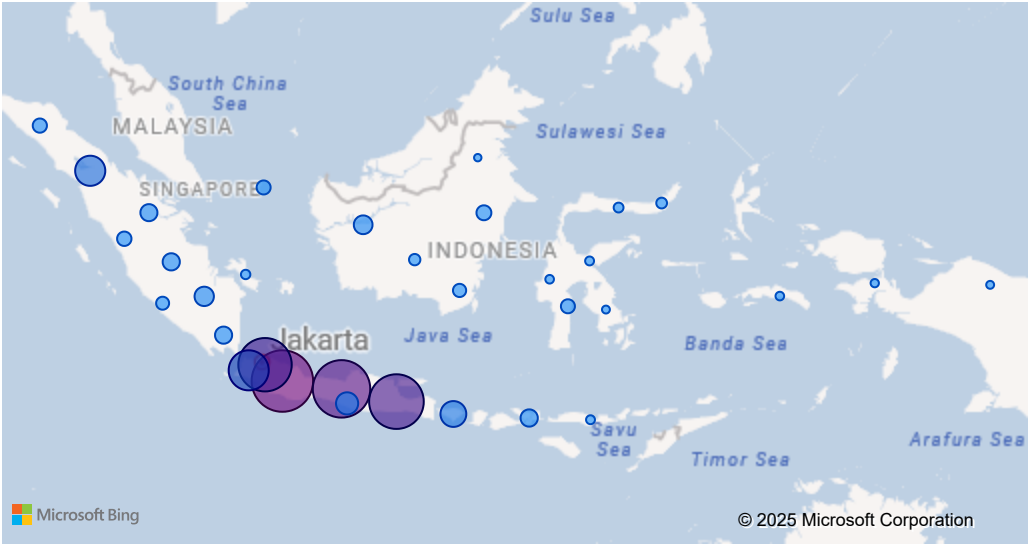 Sulu Sea
South China
Sea
MALAYSIA
Sulawesi Sea
SINGAPORE
INDONESIA
Jakarta
Java Sea
Banda Sea
Savu
Sea
Timor Sea
Arafura Sea
Microsoft Bing
© 2025 Microsoft Corporation